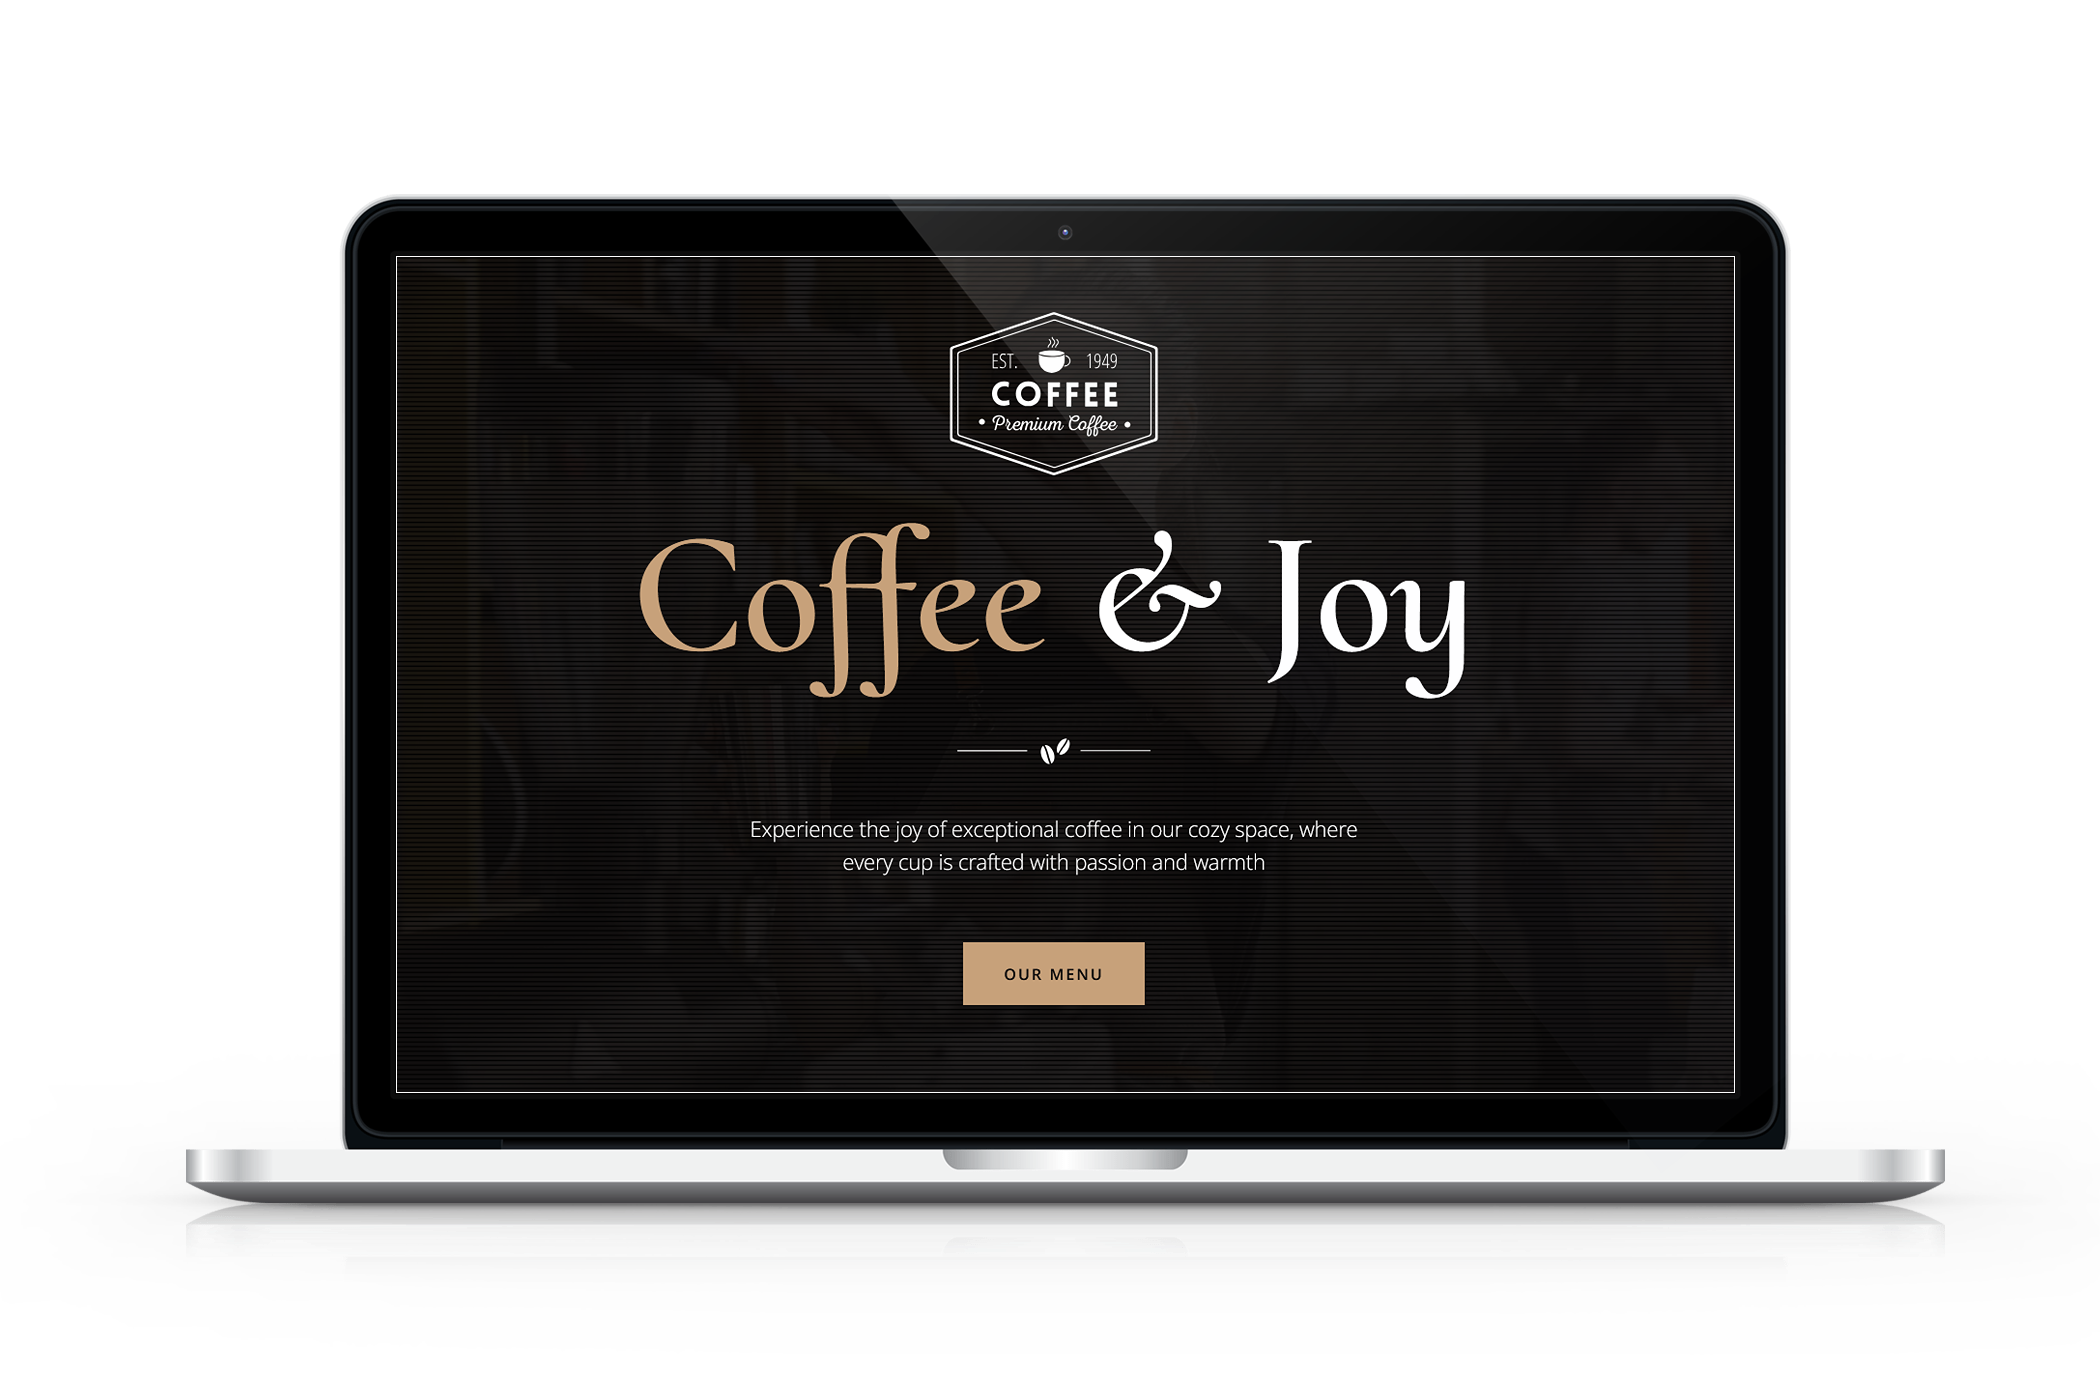 EST. 1949
COFFEE
• Premium Coffee •
Coffee & Joy
Experience the joy of exceptional coffee in our cozy space, where
every cup is crafted with passion and warmth
OUR MENU